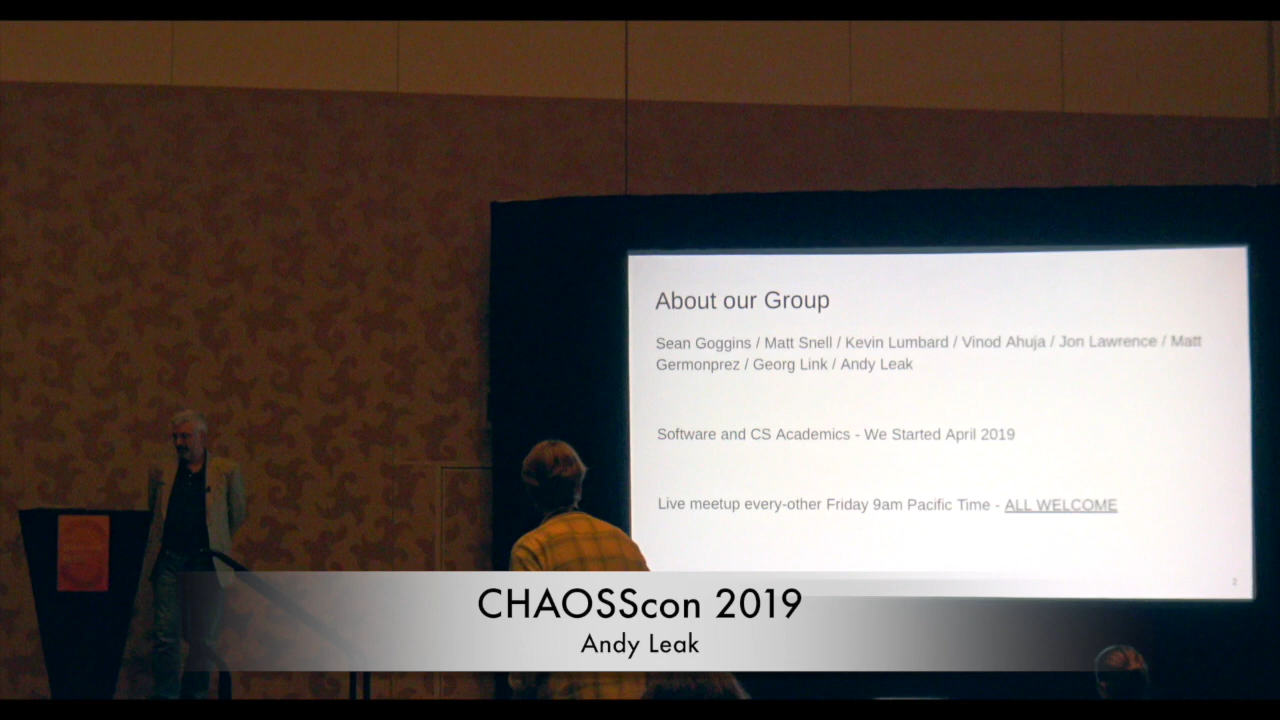 About our Group
Sean Goggins / Matt Snell / Kevin Lumbard / Vinod Ahuja / Jon Lawrence / Matt
Germonprez / Georg Link / Andy Leak
Software and CS Academics - We Started April 2019
Live meetup every-other Friday 9am Pacific Time - ALL WELCOME
2
CHAOSScon 2019
Andy Leak